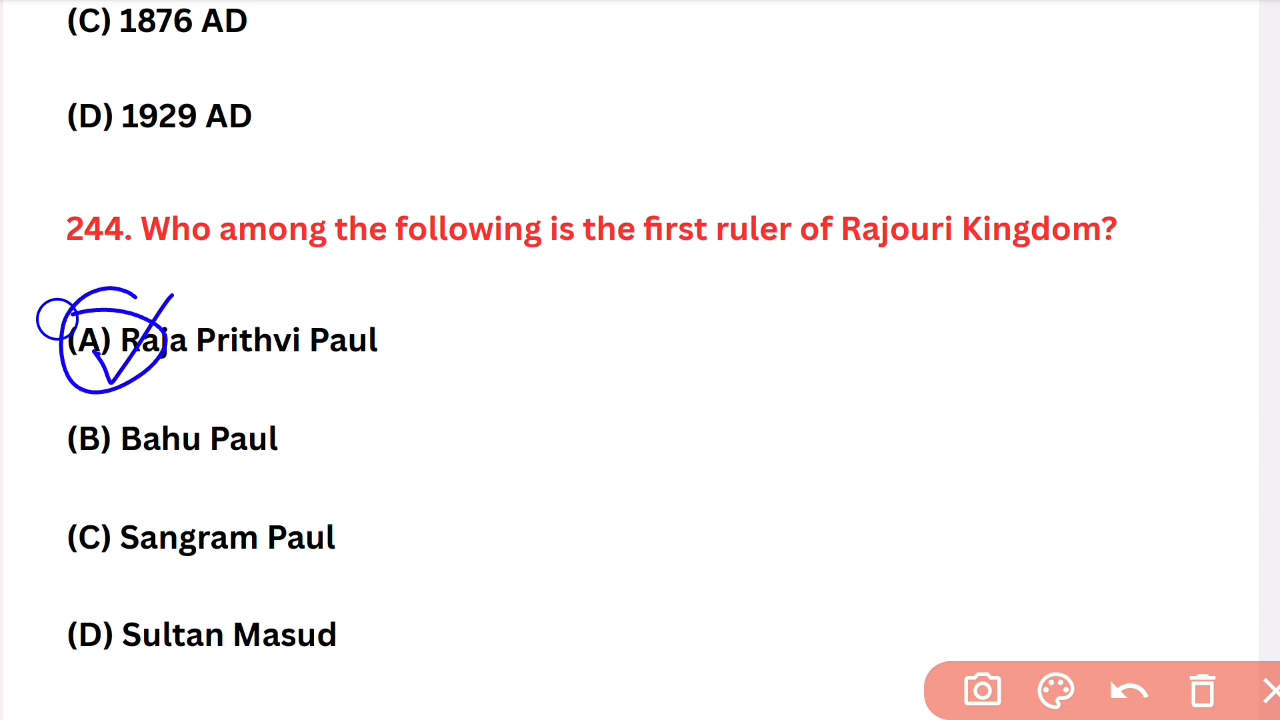 (C) 1876 AD
(D) 1929 AD
244. Who among the following is the first ruler of Rajouri Kingdom?
(A) Raja Prithvi Paul
(B) Bahu Paul
(C) Sangram Paul
(D) Sultan Masud